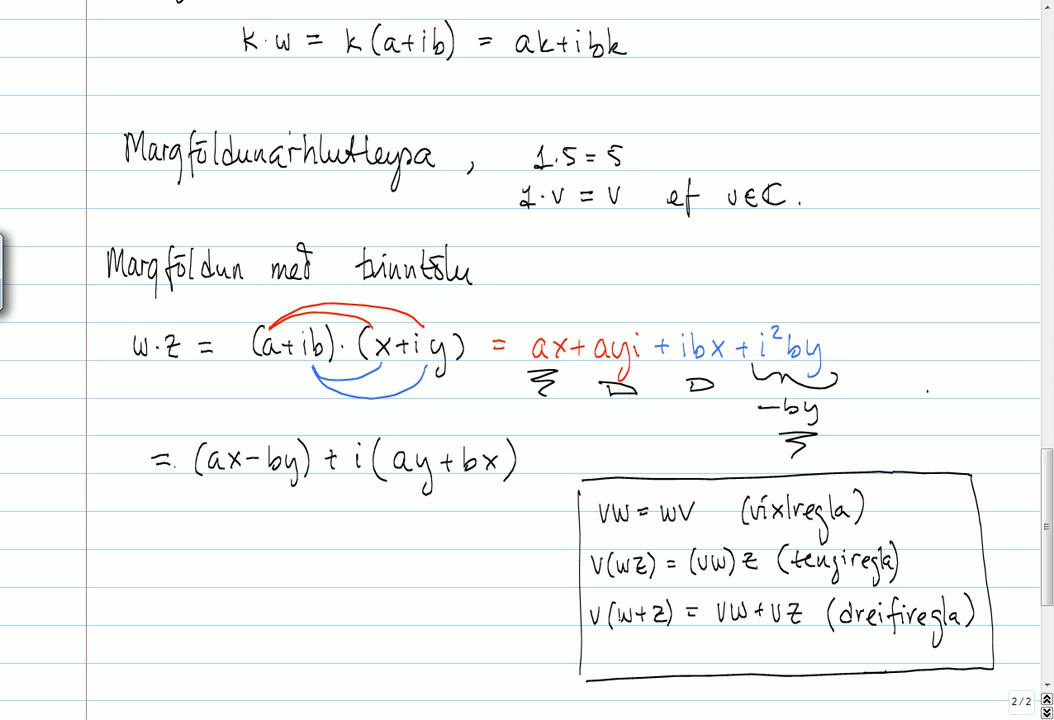 k·w = k(a+ib) = ak+ibk
Margföldunarhlutleysa , 1·5 = 5
1·v = v ef v∈ℂ.
Margföldun með tvinntölu
w·z = (a+ib)·(x+iy) = ax+ayi + ibx + i²by
-by
= (ax-by) + i(ay+bx)
vw = wv (víxlregla)
v(wz) = (vw)z (tengiregla)
v(w+z) = vw+vz (dreifiregla)
2/2